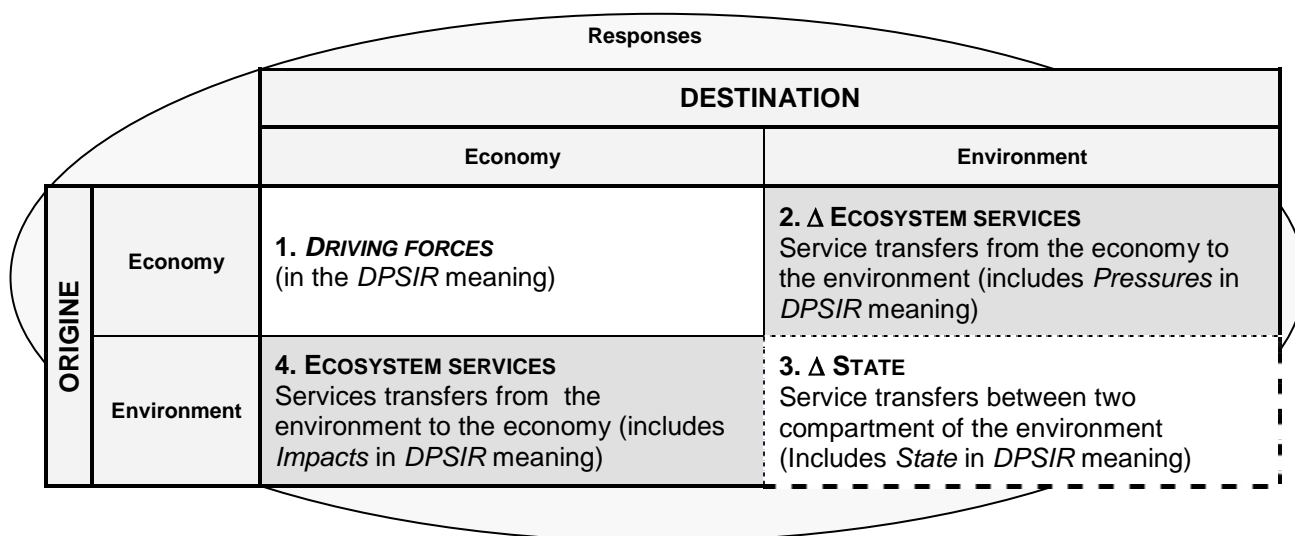 Responses
DESTINATION
Economy
Environment
ORIGINE
Economy
1. DRIVING FORCES
(in the DPSIR meaning)
2. Δ ECOSYSTEM SERVICES
Service transfers from the economy to
the environment (includes Pressures in
DPSIR meaning)
Environment
4. ECOSYSTEM SERVICES
Services transfers from the
environment to the economy (includes
Impacts in DPSIR meaning)
3. Δ STATE
Service transfers between two
compartment of the environment
(Includes State in DPSIR meaning)